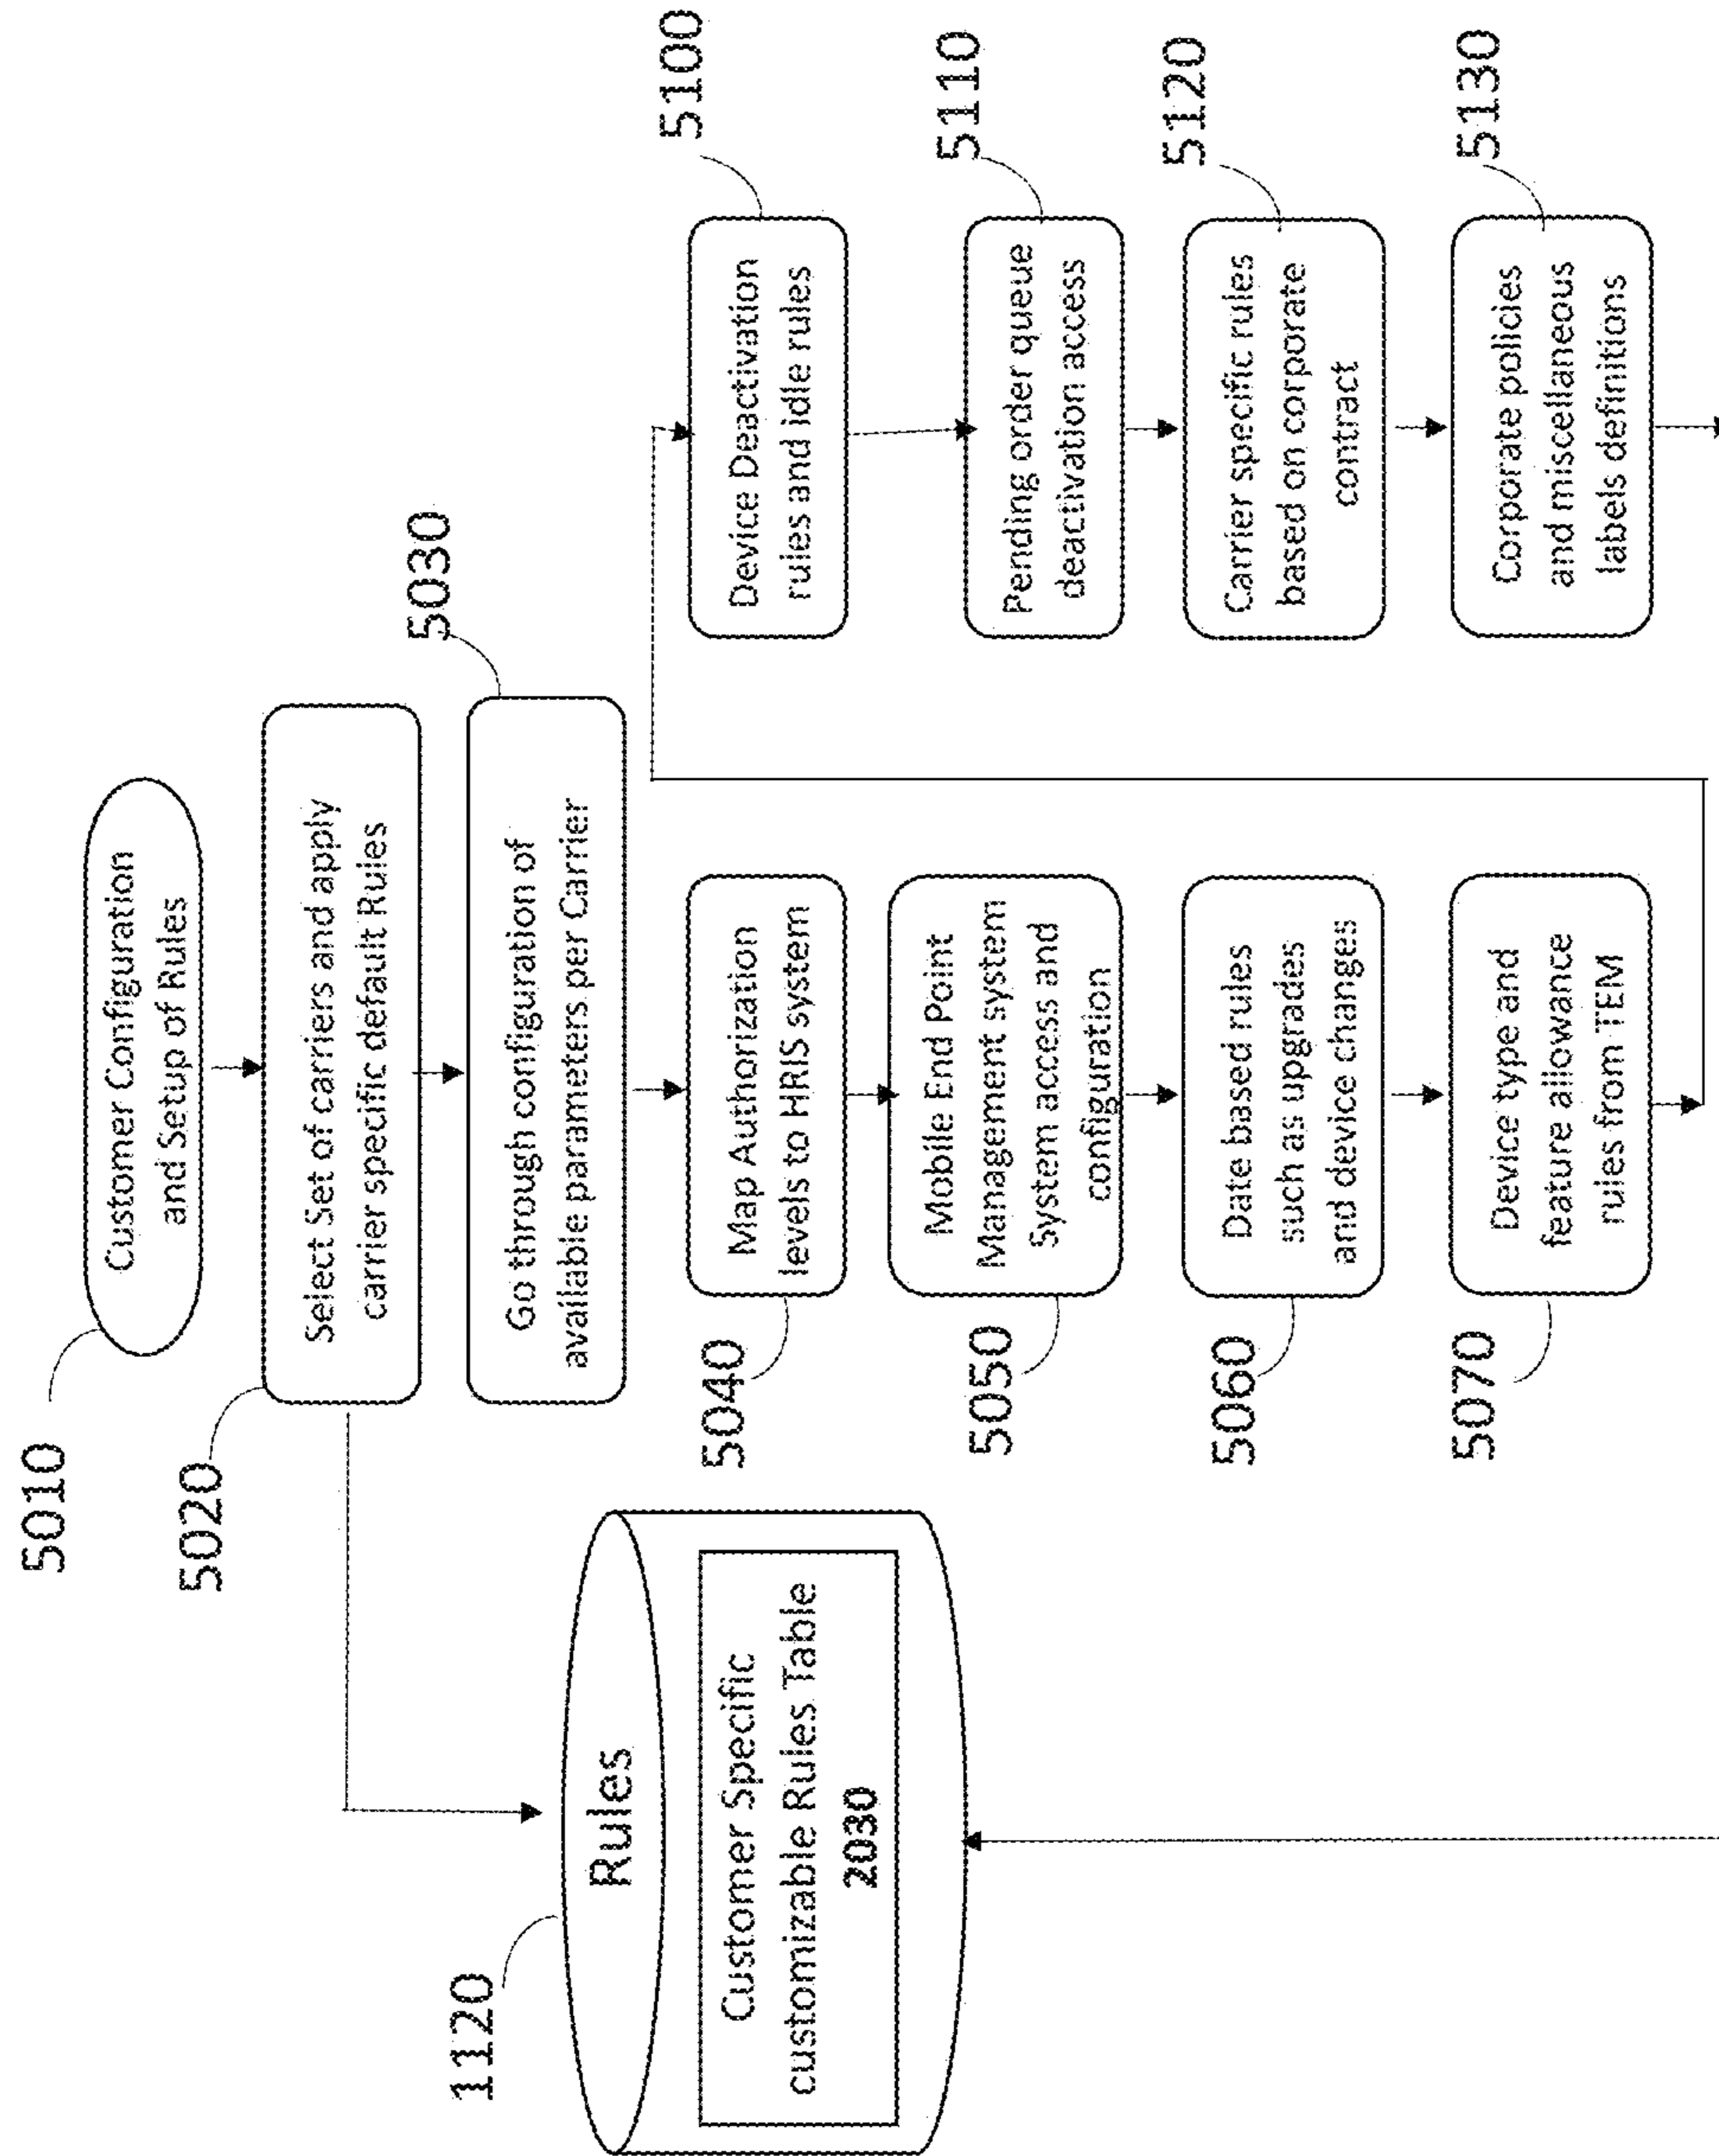 5010
Customer Configuration
and Setup of Rules
5020
Select Set of carriers and apply
carrier specific default Rules
5030
Go through configuration of
available parameters per Carrier
1120
Rules
Customer Specific
customizable Rules Table
2030
5040
Map Authorization
levels to HRIS system
5050
Mobile End Point
Management system
System access and
configuration
5060
Date based rules
such as upgrades
and device changes
5070
Device type and
feature allowance
rules from TEM
5100
Device Deactivation
rules and idle rules
5110
Pending order queue
deactivation access
5120
Carrier specific rules
based on corporate
contract
5130
Corporate policies
and miscellaneous
labels definitions